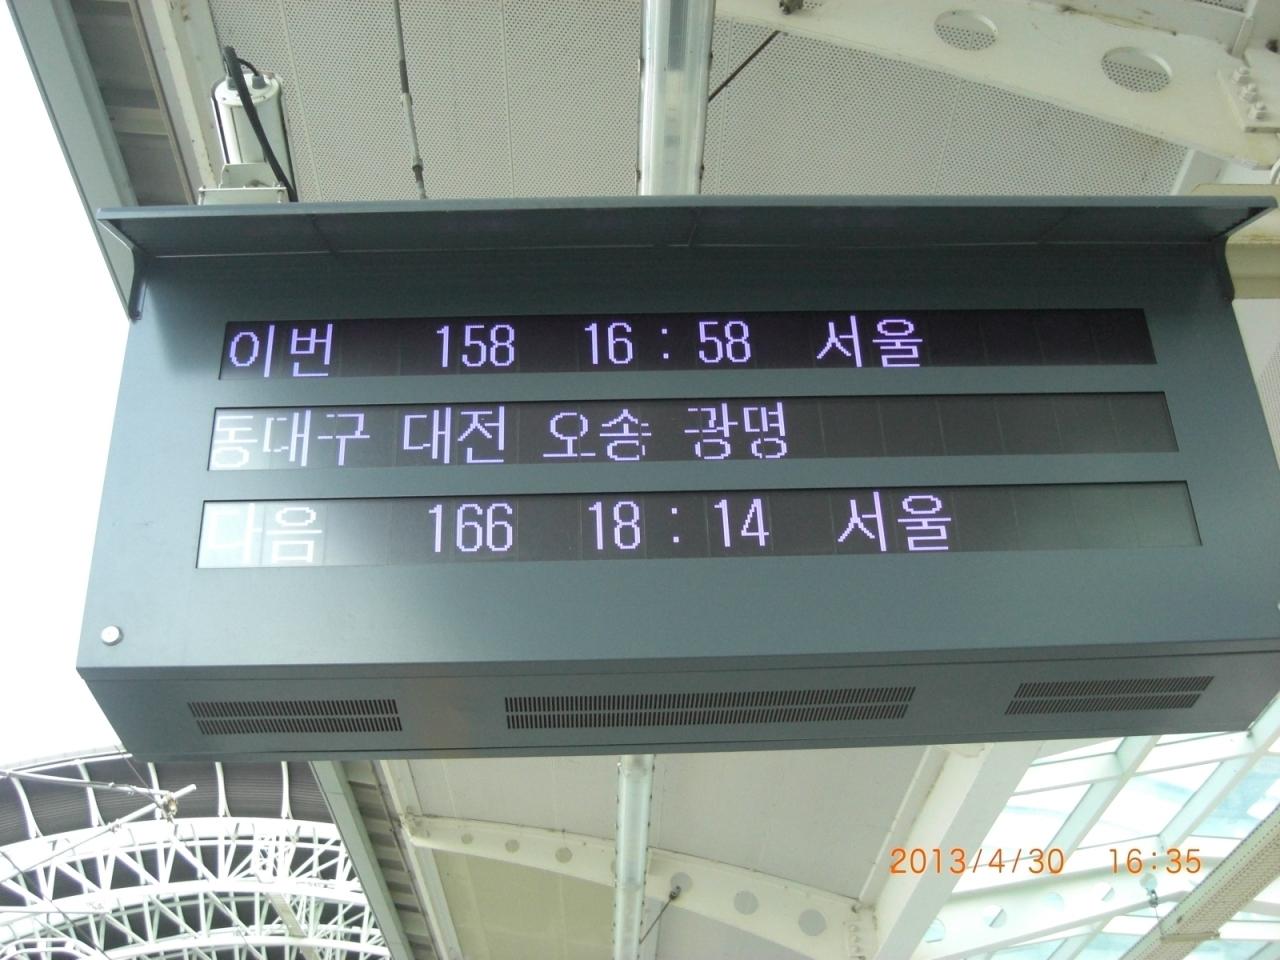 이번 158 16 : 58 서울
동대구 대전 오송 광명
다음 166 18 : 14 서울
2013/4/30 16:35